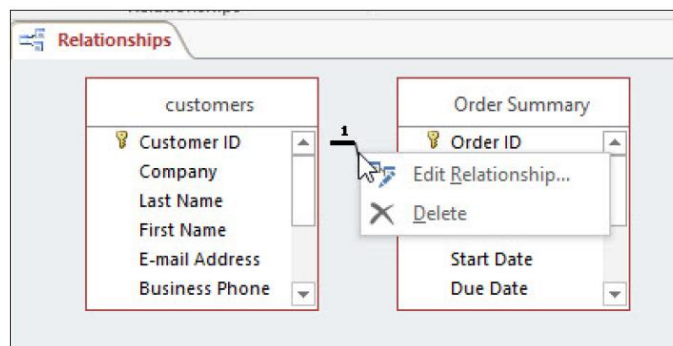 Relationships
Relationships
customers
Customer ID
Company
Last Name
First Name
E-mail Address
Business Phone
1
Order Summary
Order ID
Edit Relationship...
Delete
Start Date
Due Date